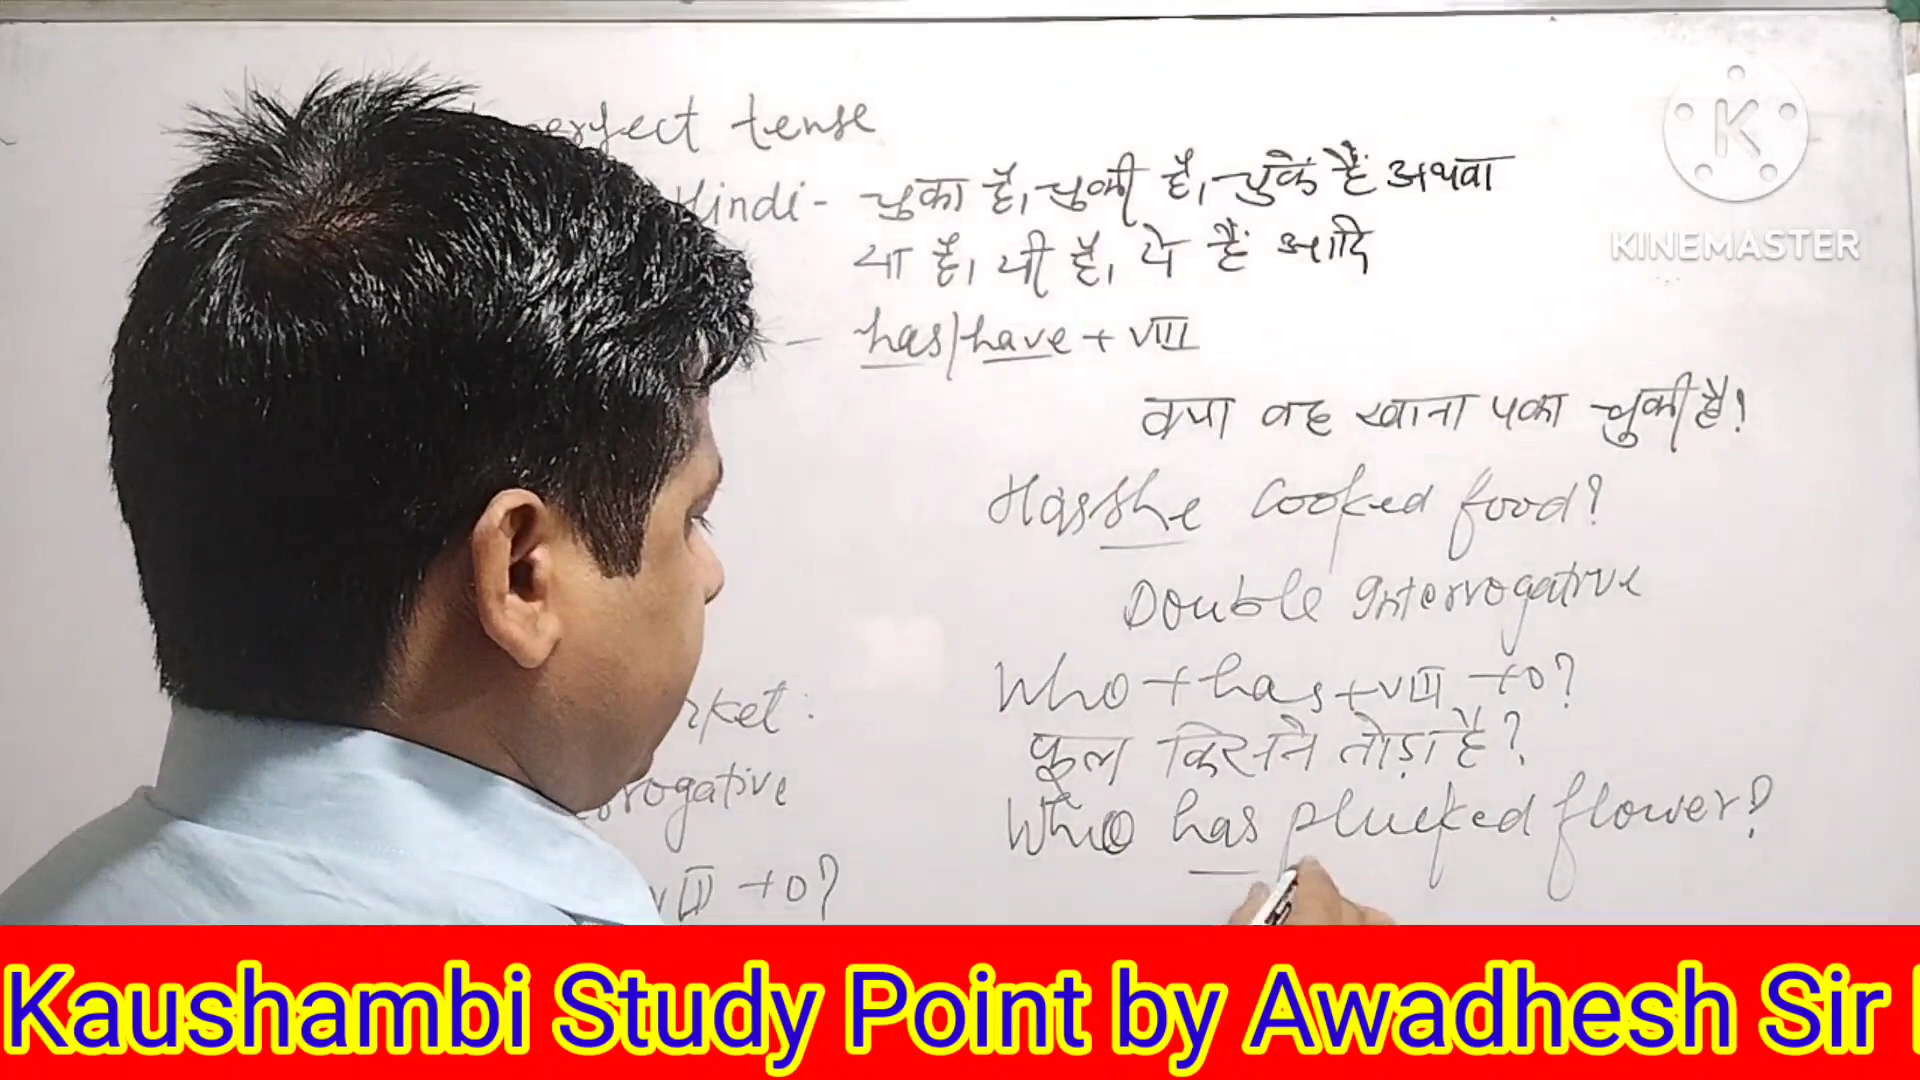 perfect tense
Hindi - चुका है, चुकी है, चुके हैं अथवा
या है, यी है, ये हैं आदि
- has/have + VIII
क्या वह खाना पका चुकी है!
Has she cooked food?
Double Interrogative
Who + has + VIII + o?
फूल किसने तोड़ा है?
Who has plucked flower?
rket:
rogative
VIII + o?
KINEMASTER
Kaushambi Study Point by Awadhesh Sir